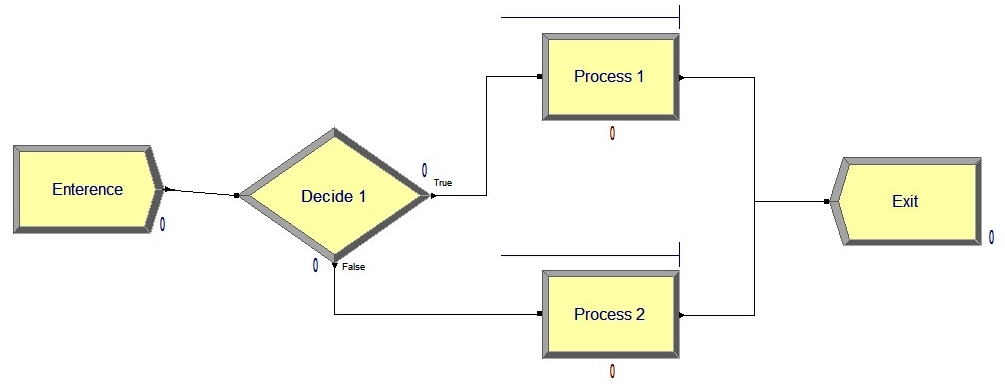 Process 1
0
Enterence
0
Decide 1
0
True
0
False
Process 2
0
Exit
0